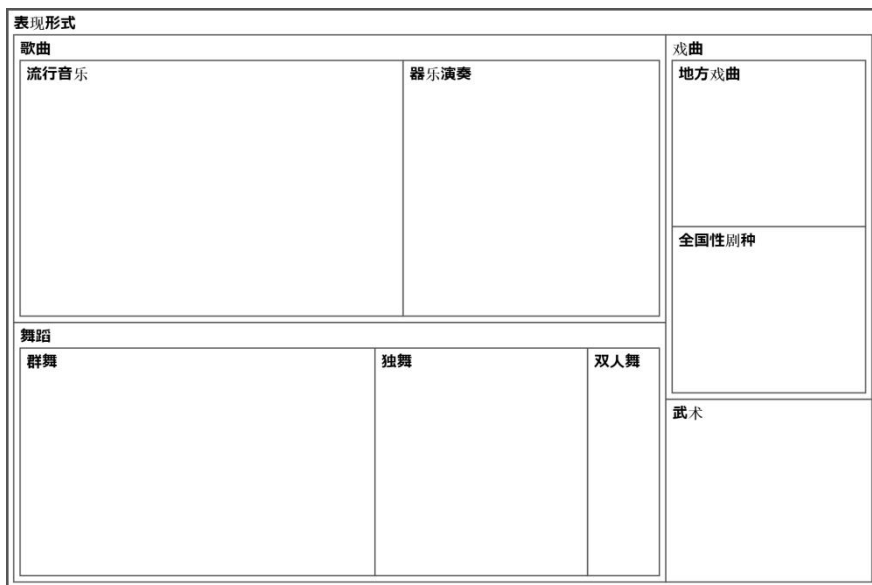 表现形式
歌曲
流行音乐
器乐演奏
戏曲
地方戏曲
全国性剧种
舞蹈
群舞
独舞
双人舞
武术